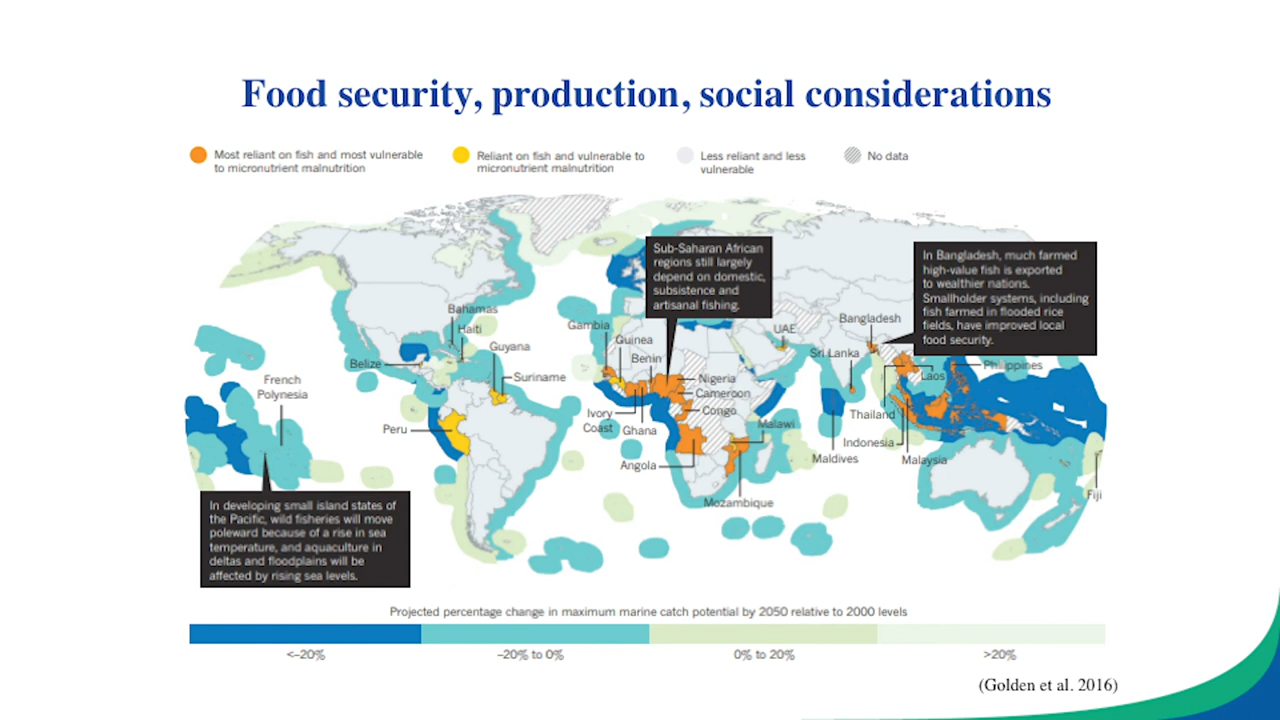 Food security, production, social considerations
Most reliant on fish and most vulnerable
to micronutrient malnutrition
Reliant on fish and vulnerable to
micronutrient malnutrition
Less reliant and less
vulnerable
No data
Sub-Saharan African
regions still largely
depend on domestic,
subsistence and
artisanal fishing.
In Bangladesh, much farmed
high-value fish is exported
to wealthier nations.
Smallholder systems, including
fish farmed in flooded rice
fields, have improved local
food security.
Bahamas
Haiti
Guyana
Belize
Suriname
French
Polynesia
Peru
Gambia
Guinea
Benin
Nigeria
Cameroon
Congo
Ivory
Coast
Ghana
Angola
Malawi
Mozambique
UAE
Bangladesh
Sri Lanka
Maldives
Laos
Philippines
Thailand
Indonesia
Malaysia
Fiji
In developing small island states of
the Pacific, wild fisheries will move
poleward because of a rise in sea
temperature, and aquaculture in
deltas and floodplains will be
affected by rising sea levels.
Projected percentage change in maximum marine catch potential by 2050 relative to 2000 levels
<–20%
–20% to 0%
0% to 20%
>20%
(Golden et al. 2016)